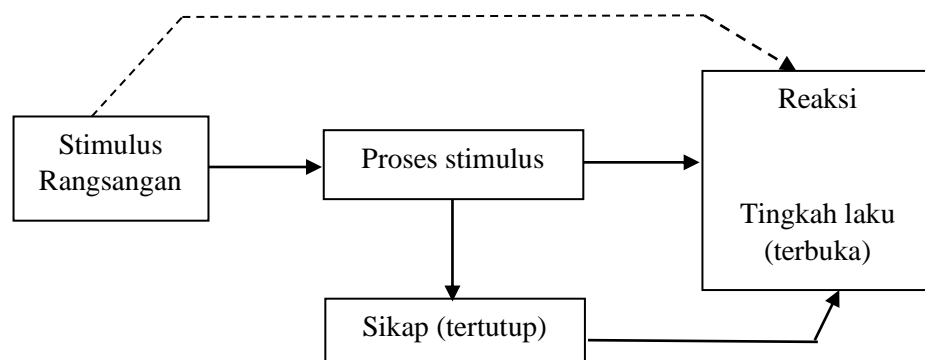 Stimulus
Rangsangan
Proses stimulus
Reaksi
Tingkah laku
(terbuka)
Sikap (tertutup)